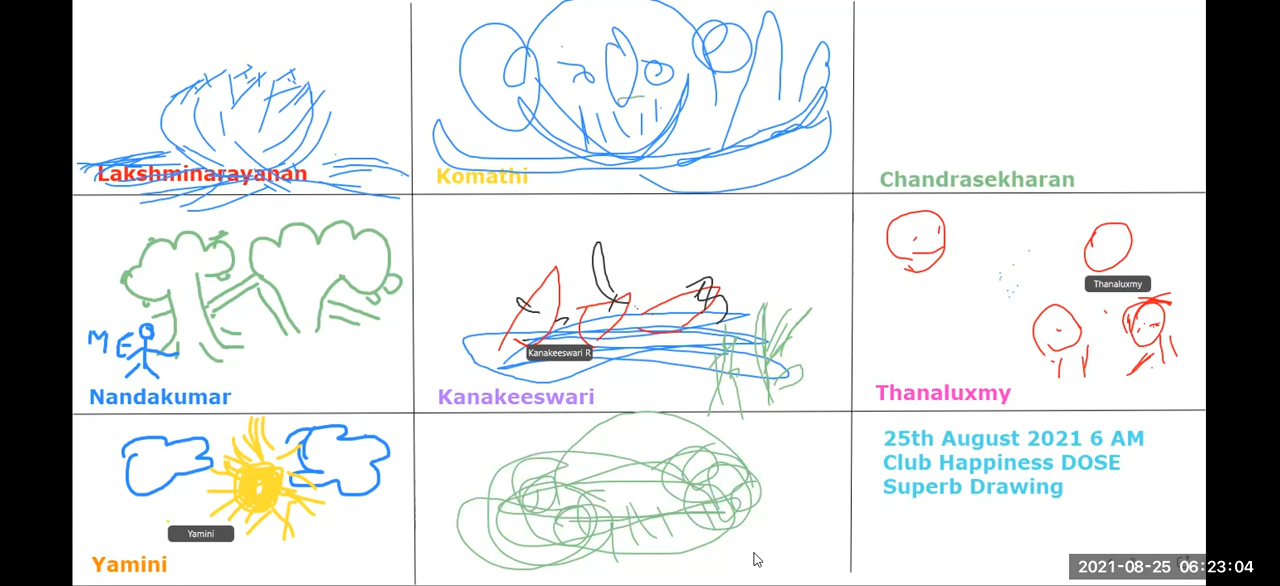 Lakshminarayanan
Komathi
Chandrasekharan
ME
Nandakumar
Kanakeeswari R
Kanakeeswari
Thanaluxmy
Thanaluxmy
Yamini
Yamini
25th August 2021 6 AM
Club Happiness DOSE
Superb Drawing
2021-08-25 06:23:04